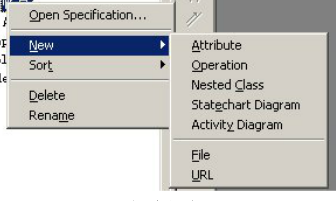 Open Specification...
New
Sort
Delete
Rename
Attribute
Operation
Nested Class
Statechart Diagram
Activity Diagram
File
URL